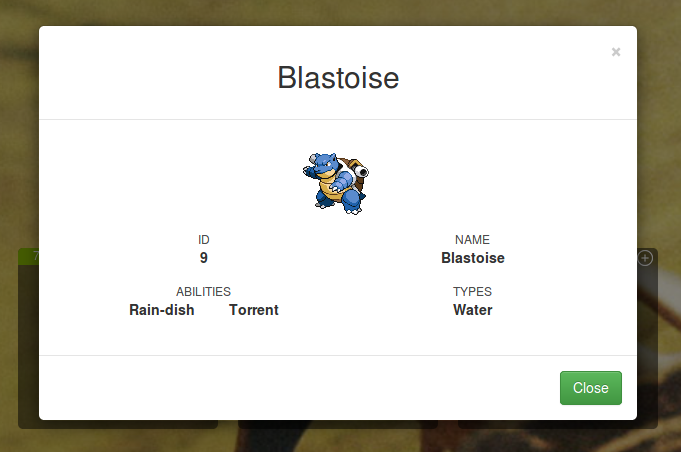 ×
Blastoise
ID
9
NAME
Blastoise
ABILITIES
Rain-dish Torrent
TYPES
Water
Close